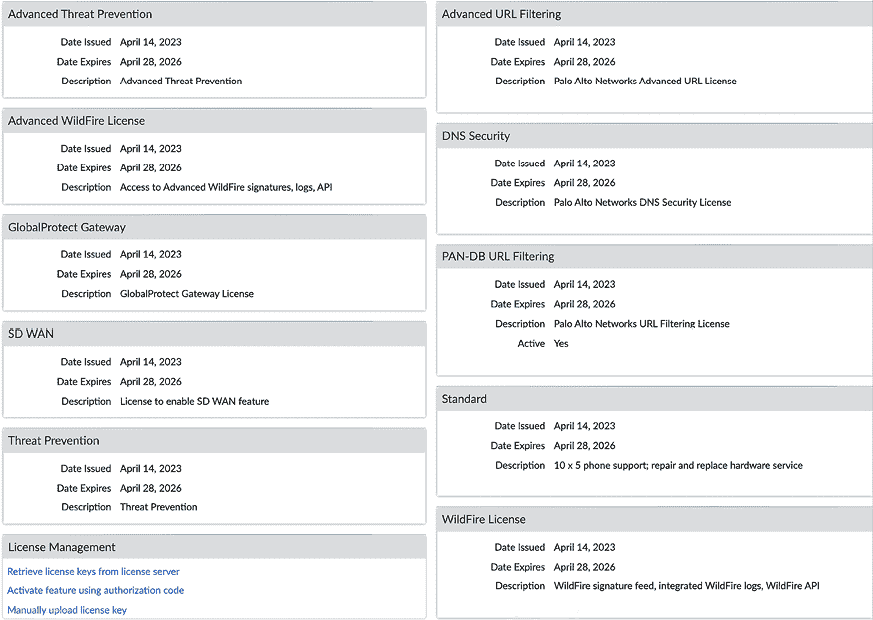 Advanced Threat Prevention
Date Issued April 14, 2023
Date Expires April 28, 2026
Description Advanced Threat Prevention
Advanced WildFire License
Date Issued April 14, 2023
Date Expires April 28, 2026
Description Access to Advanced WildFire signatures, logs, API
GlobalProtect Gateway
Date Issued April 14, 2023
Date Expires April 28, 2026
Description GlobalProtect Gateway License
SD WAN
Date Issued April 14, 2023
Date Expires April 28, 2026
Description License to enable SD WAN feature
Threat Prevention
Date Issued April 14, 2023
Date Expires April 28, 2026
Description Threat Prevention
License Management
Retrieve license keys from license server
Activate feature using authorization code
Manually upload license key
Advanced URL Filtering
Date Issued April 14, 2023
Date Expires April 28, 2026
Description Palo Alto Networks Advanced URL License
DNS Security
Date Issued April 14, 2023
Date Expires April 28, 2026
Description Palo Alto Networks DNS Security License
PAN-DB URL Filtering
Date Issued April 14, 2023
Date Expires April 28, 2026
Description Palo Alto Networks URL Filtering License
Active Yes
Standard
Date Issued April 14, 2023
Date Expires April 28, 2026
Description 10 x 5 phone support; repair and replace hardware service
WildFire License
Date Issued April 14, 2023
Date Expires April 28, 2026
Description WildFire signature feed, integrated WildFire logs, WildFire API